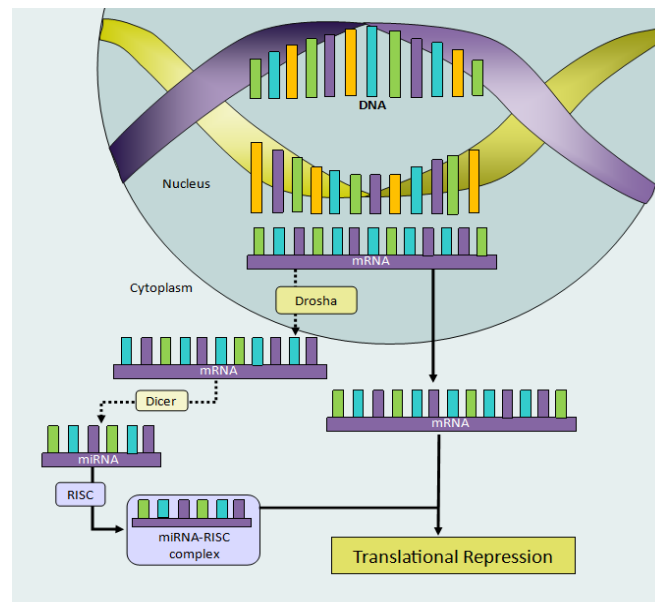 DNA
Nucleus
mRNA
Cytoplasm
Drosha
mRNA
Dicer
mRNA
miRNA
RISC
miRNA-RISC
complex
Translational Repression